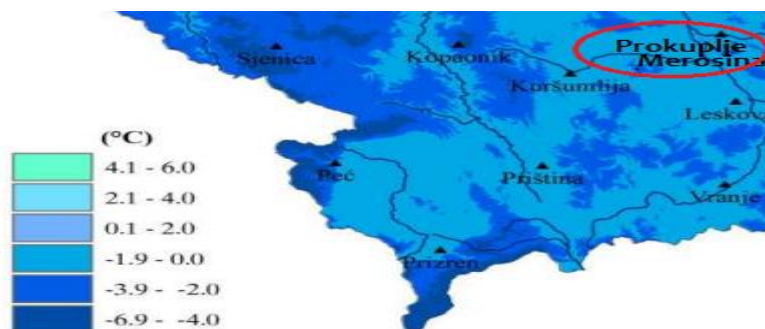 Prokuplje
Merošina
Sjenica
Kopaonik
Kuršumlija
Leskova
(°C)
4.1 - 6.0
Peć
Priština
2.1 - 4.0
Vranje
0.1 - 2.0
-1.9 - 0.0
Prizren
-3.9 - -2.0
-6.9 - -4.0